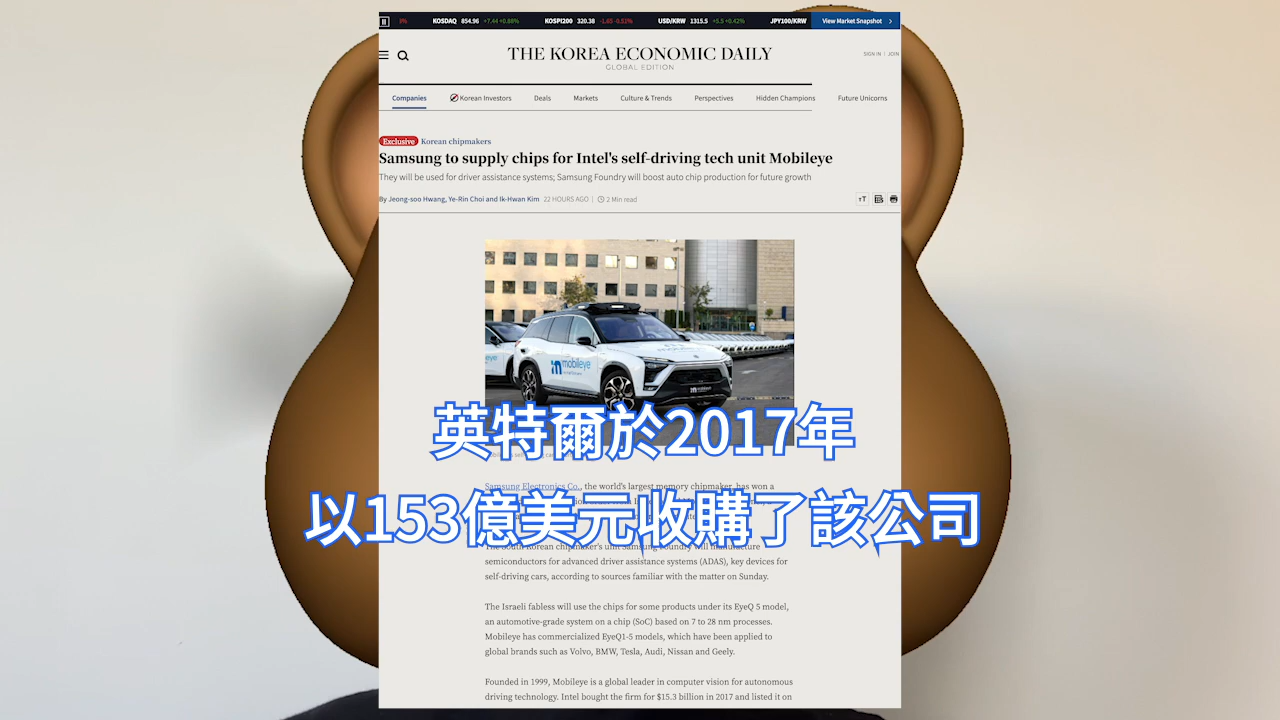 KOSDAQ 854.96 +7.44 +0.88% KOSPI200 320.38 -1.65 -0.51% USD/KRW 1315.5 +5.5 +0.42% JPY100/KRW View Market Snapshot
THE KOREA ECONOMIC DAILY
GLOBAL EDITION
SIGN IN | JOIN
Companies Korean Investors Deals Markets Culture & Trends Perspectives Hidden Champions Future Unicorns
Exclusive Korean chipmakers
Samsung to supply chips for Intel's self-driving tech unit Mobileye
They will be used for driver assistance systems; Samsung Foundry will boost auto chip production for future growth
By Jeong-soo Hwang, Ye-Rin Choi and Ik-Hwan Kim 22 HOURS AGO | 2 Min read
mobileye
英特爾於2017年
Samsung Electronics Co., the world's largest memory chipmaker, has won a
以153億美元收購了該公司
The South Korean chipmaker's unit Samsung Foundry will manufacture
semiconductors for advanced driver assistance systems (ADAS), key devices for
self-driving cars, according to sources familiar with the matter on Sunday.
The Israeli fabless will use the chips for some products under its EyeQ 5 model,
an automotive-grade system on a chip (SoC) based on 7 to 28 nm processes.
Mobileye has commercialized EyeQ1-5 models, which have been applied to
global brands such as Volvo, BMW, Tesla, Audi, Nissan and Geely.
Founded in 1999, Mobileye is a global leader in computer vision for autonomous
driving technology. Intel bought the firm for $15.3 billion in 2017 and listed it on